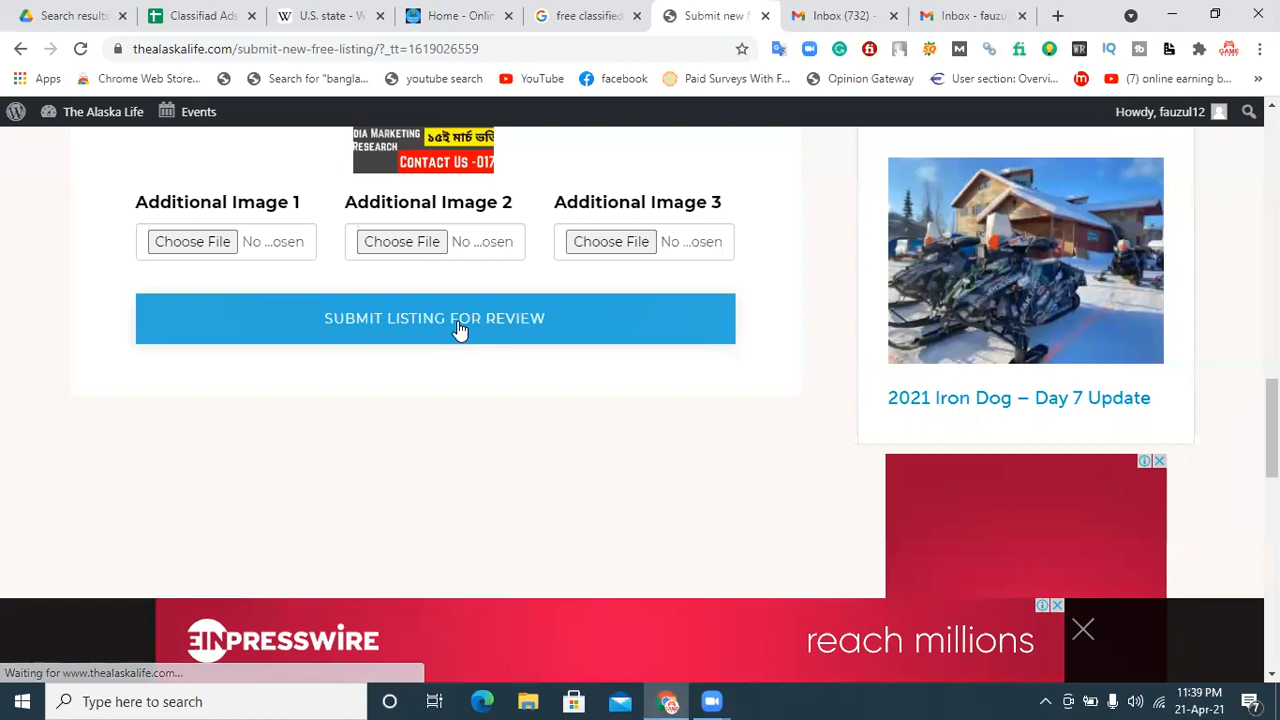 Search results
Classified Ads
U.S. state - W
Home - Onlin
free classified
Submit new f
Inbox (732) -
Inbox - fauzul
thealaskalife.com/submit-new-free-listing/?_tt=1619026559
Apps
Chrome Web Store...
Search for "bangla...
youtube search
YouTube
facebook
Paid Surveys With F...
Opinion Gateway
User section: Overvi...
(7) online earning b...
»
The Alaska Life
Events
Howdy, fauzul12
DIA MARKETING
RESEARCH
১৫ই মার্চ ভর্তি
CONTACT US -017
Additional Image 1
Additional Image 2
Additional Image 3
Choose File No ...osen
Choose File No ...osen
Choose File No ...osen
SUBMIT LISTING FOR REVIEW
2021 Iron Dog – Day 7 Update
EINPRESSWIRE
reach millions
Waiting for www.thealaskalife.com...
Type here to search
11:39 PM
21-Apr-21
7